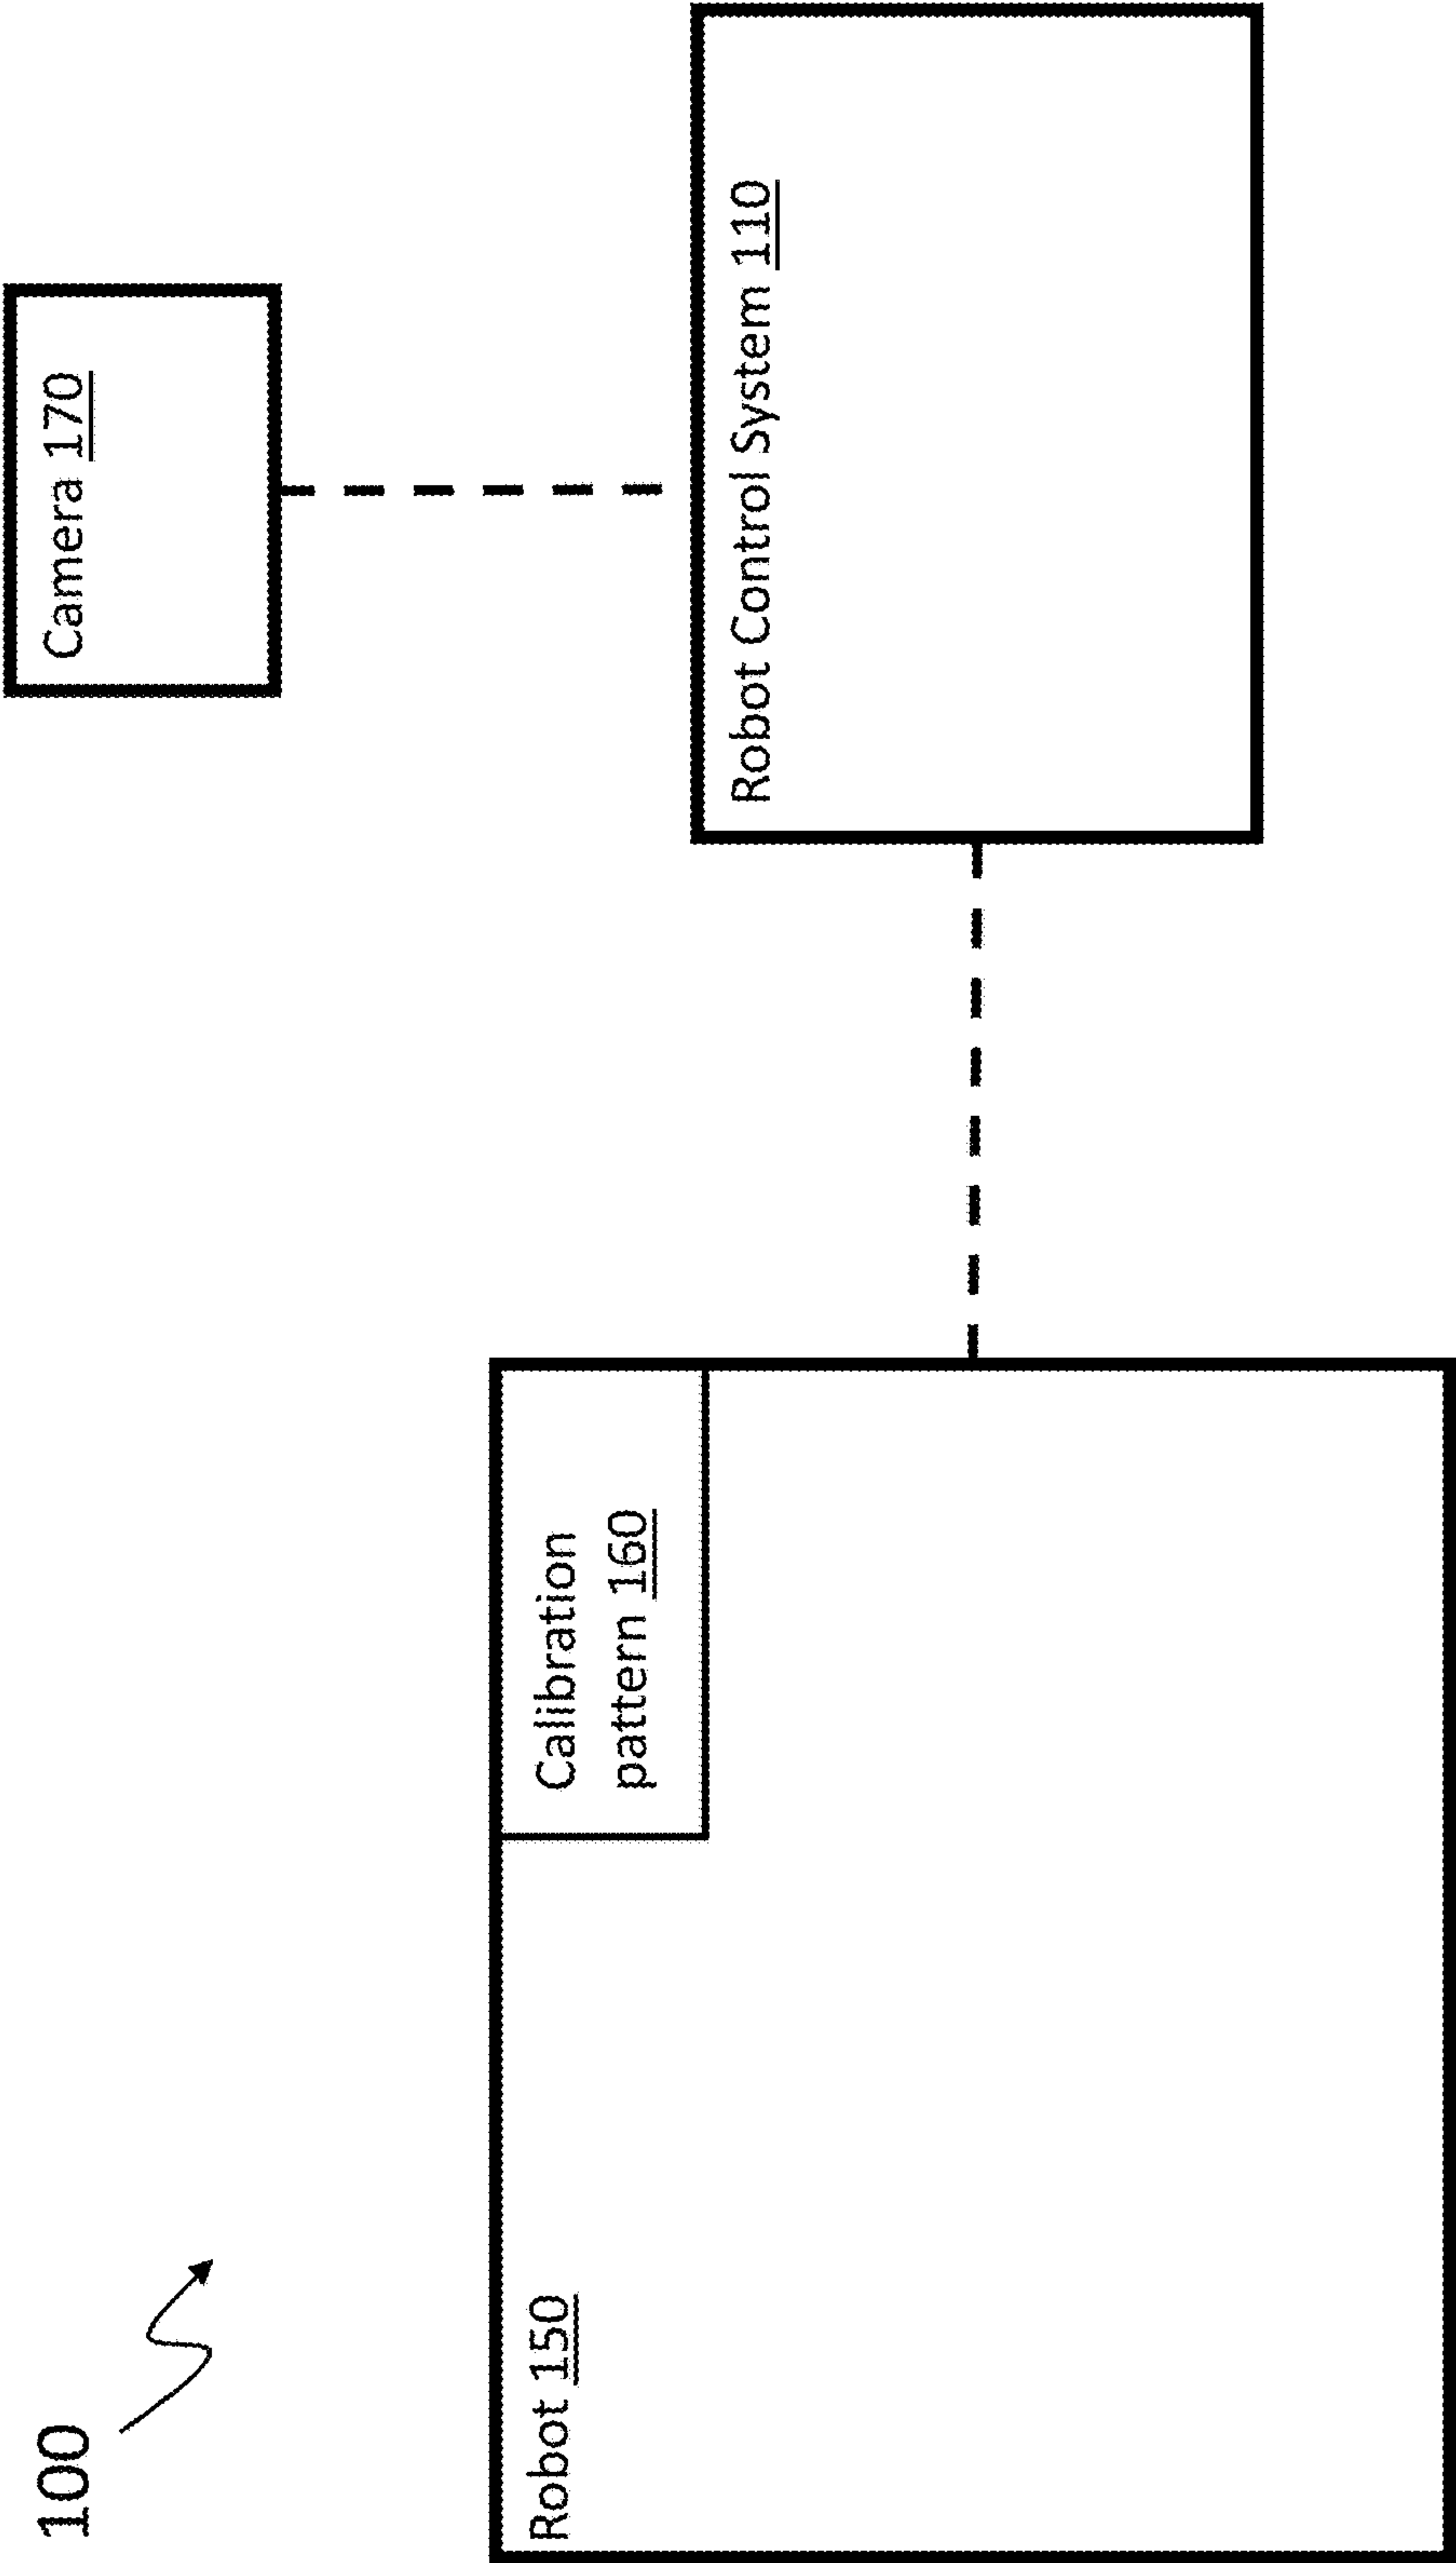 100
Camera 170
Robot 150
Calibration
pattern 160
Robot Control System 110